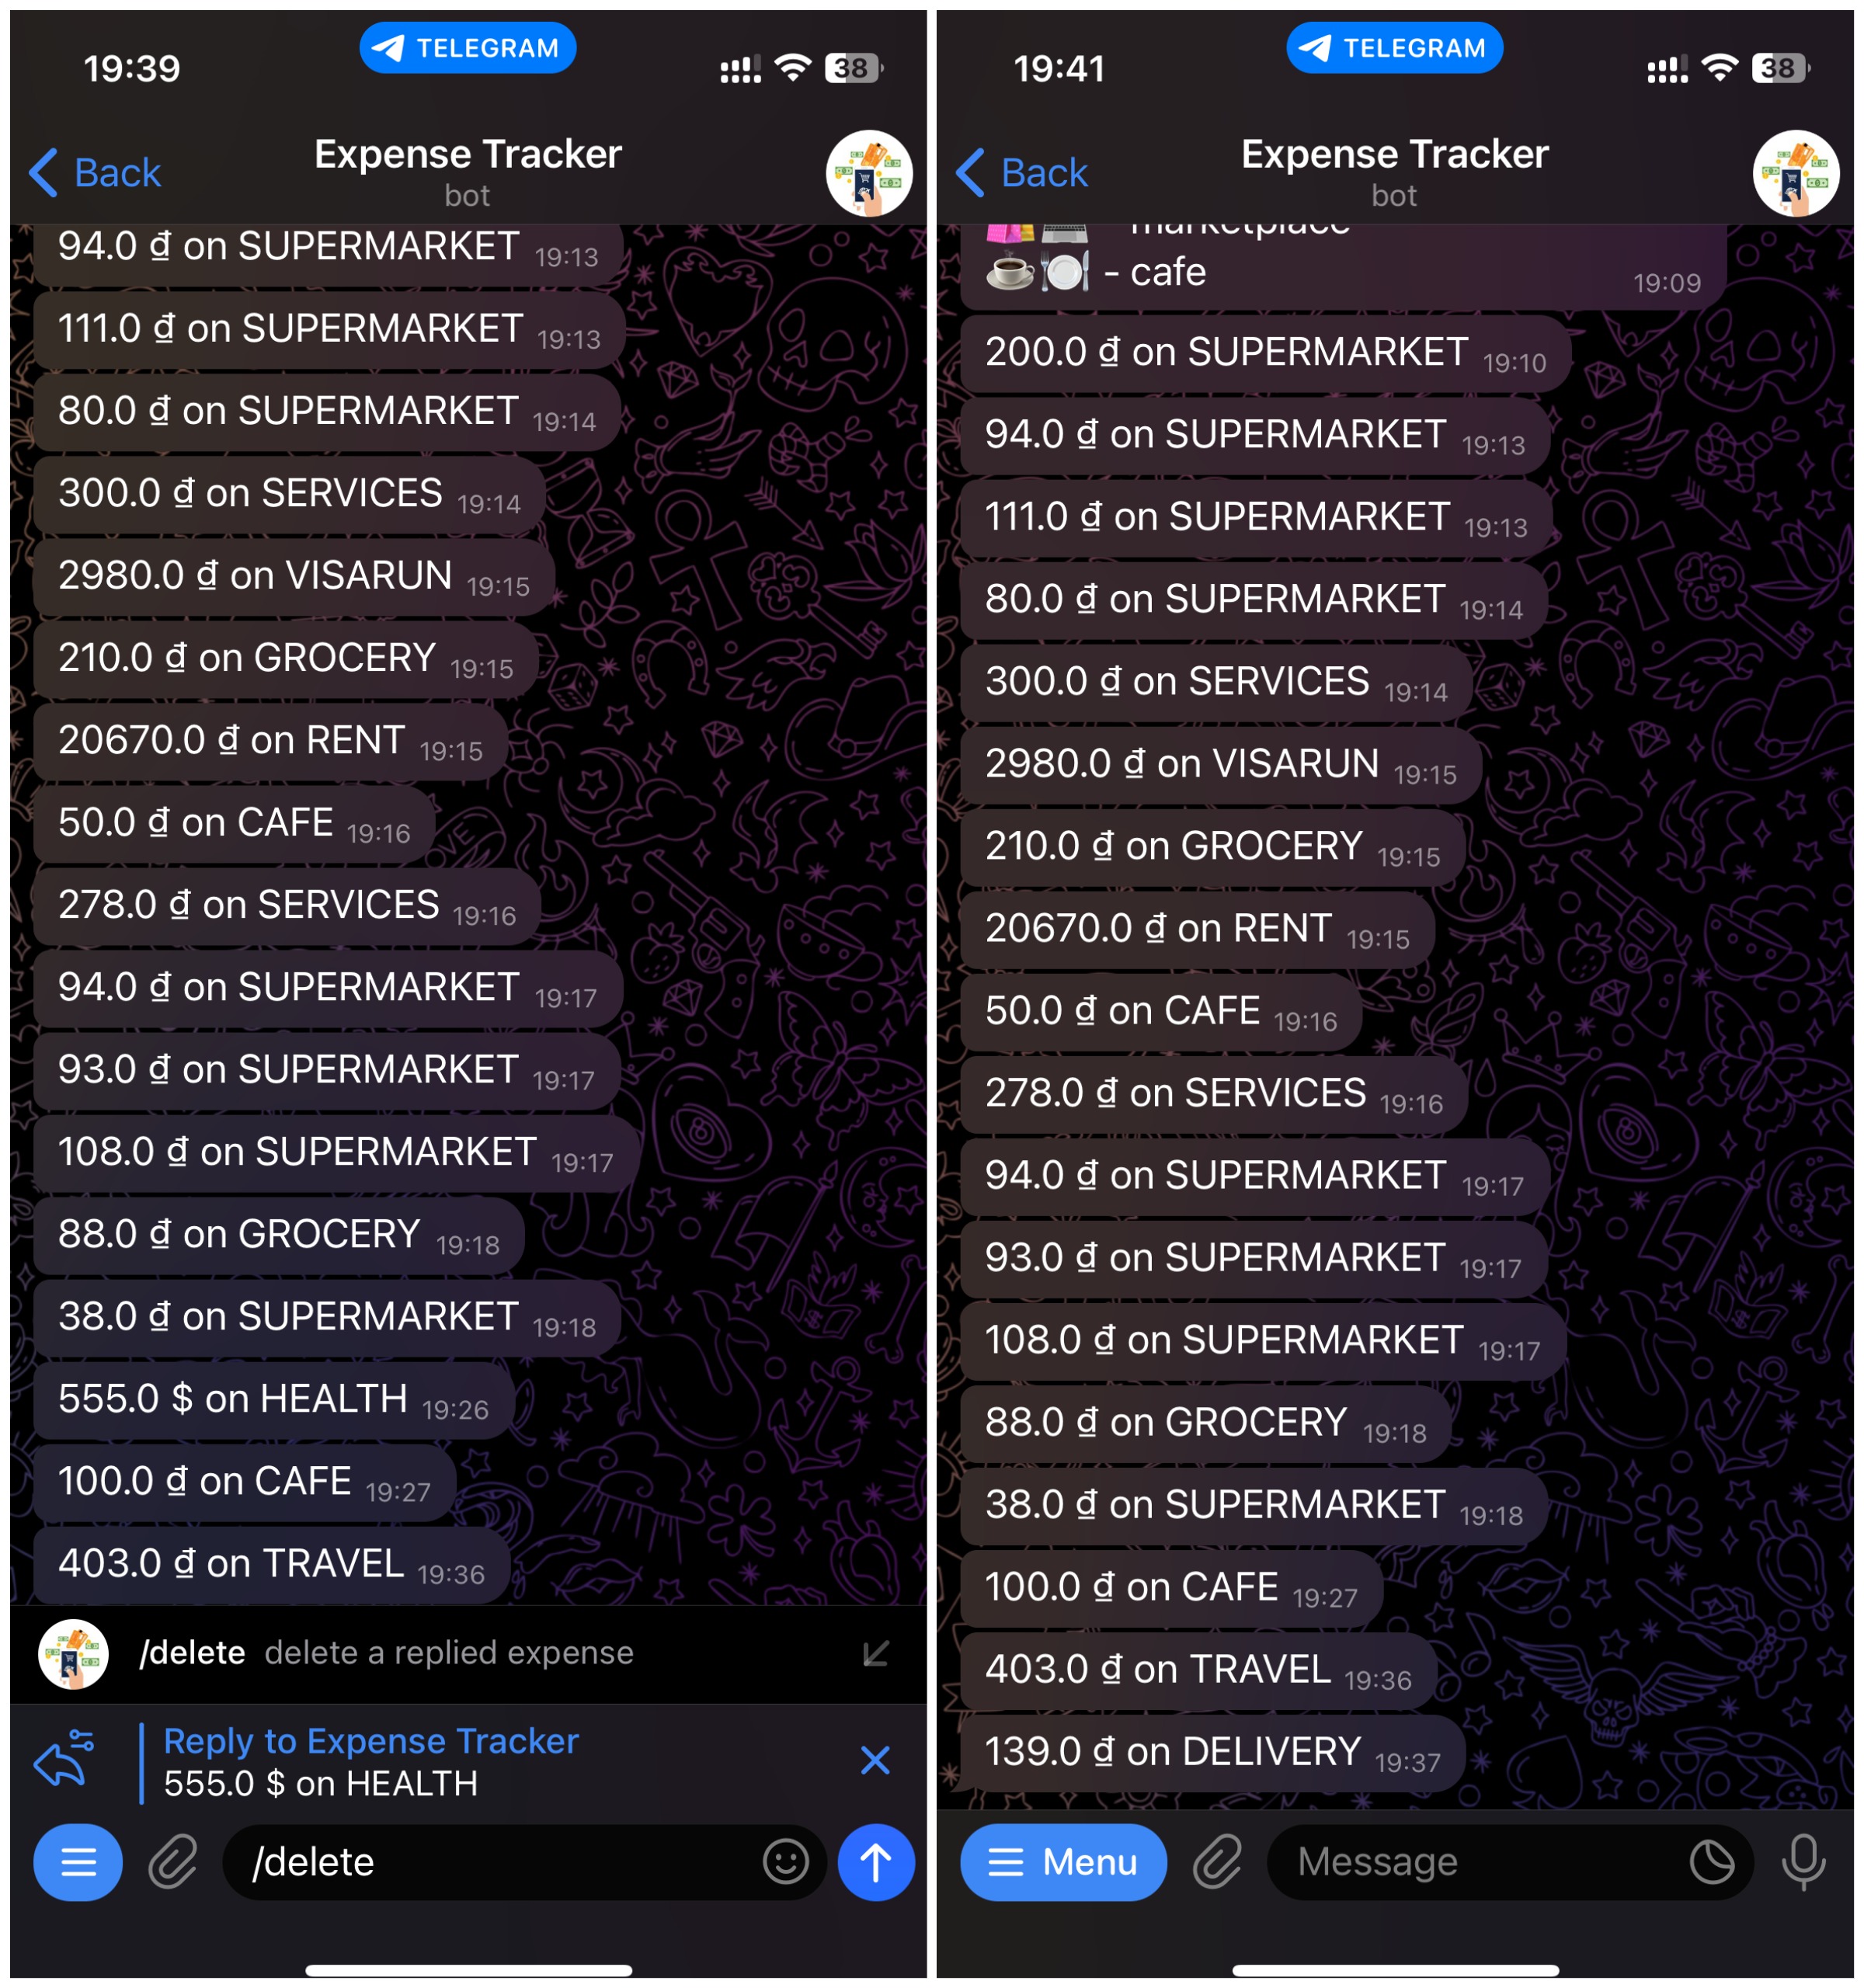 19:39
TELEGRAM
38
Back
Expense Tracker
bot
94.0 ₫ on SUPERMARKET 19:13
111.0 ₫ on SUPERMARKET 19:13
80.0 ₫ on SUPERMARKET 19:14
300.0 ₫ on SERVICES 19:14
2980.0 ₫ on VISARUN 19:15
210.0 ₫ on GROCERY 19:15
20670.0 ₫ on RENT 19:15
50.0 ₫ on CAFE 19:16
278.0 ₫ on SERVICES 19:16
94.0 ₫ on SUPERMARKET 19:17
93.0 ₫ on SUPERMARKET 19:17
108.0 ₫ on SUPERMARKET 19:17
88.0 ₫ on GROCERY 19:18
38.0 ₫ on SUPERMARKET 19:18
555.0 $ on HEALTH 19:26
100.0 ₫ on CAFE 19:27
403.0 ₫ on TRAVEL 19:36
/delete delete a replied expense
Reply to Expense Tracker
555.0 $ on HEALTH
/delete
19:41
TELEGRAM
38
Back
Expense Tracker
bot
marketplace
- cafe 19:09
200.0 ₫ on SUPERMARKET 19:10
94.0 ₫ on SUPERMARKET 19:13
111.0 ₫ on SUPERMARKET 19:13
80.0 ₫ on SUPERMARKET 19:14
300.0 ₫ on SERVICES 19:14
2980.0 ₫ on VISARUN 19:15
210.0 ₫ on GROCERY 19:15
20670.0 ₫ on RENT 19:15
50.0 ₫ on CAFE 19:16
278.0 ₫ on SERVICES 19:16
94.0 ₫ on SUPERMARKET 19:17
93.0 ₫ on SUPERMARKET 19:17
108.0 ₫ on SUPERMARKET 19:17
88.0 ₫ on GROCERY 19:18
38.0 ₫ on SUPERMARKET 19:18
100.0 ₫ on CAFE 19:27
403.0 ₫ on TRAVEL 19:36
139.0 ₫ on DELIVERY 19:37
Menu
Message